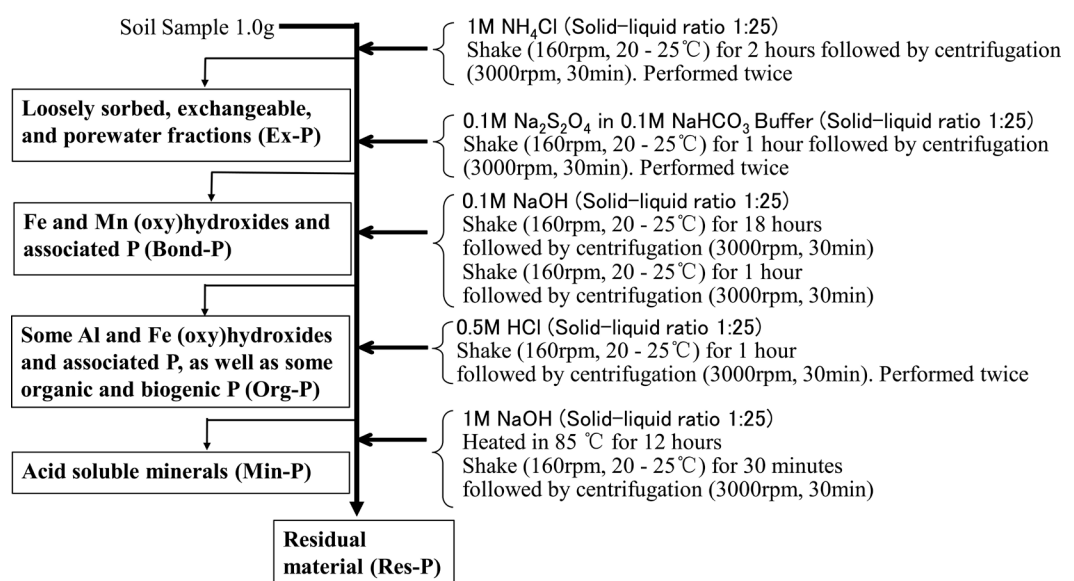 Soil Sample 1.0g
1M NH₄Cl (Solid-liquid ratio 1:25)
Shake (160rpm, 20 - 25℃) for 2 hours followed by centrifugation
(3000rpm, 30min). Performed twice
Loosely sorbed, exchangeable,
and porewater fractions (Ex-P)
0.1M Na₂S₂O₄ in 0.1M NaHCO₃ Buffer (Solid-liquid ratio 1:25)
Shake (160rpm, 20 - 25℃) for 1 hour followed by centrifugation
(3000rpm, 30min). Performed twice
Fe and Mn (oxy)hydroxides and
associated P (Bond-P)
0.1M NaOH (Solid-liquid ratio 1:25)
Shake (160rpm, 20 - 25℃) for 18 hours
followed by centrifugation (3000rpm, 30min)
Shake (160rpm, 20 - 25℃) for 1 hour
followed by centrifugation (3000rpm, 30min)
Some Al and Fe (oxy)hydroxides
and associated P, as well as some
organic and biogenic P (Org-P)
0.5M HCl (Solid-liquid ratio 1:25)
Shake (160rpm, 20 - 25℃) for 1 hour
followed by centrifugation (3000rpm, 30min). Performed twice
Acid soluble minerals (Min-P)
1M NaOH (Solid-liquid ratio 1:25)
Heated in 85 ℃ for 12 hours
Shake (160rpm, 20 - 25℃) for 30 minutes
followed by centrifugation (3000rpm, 30min)
Residual
material (Res-P)